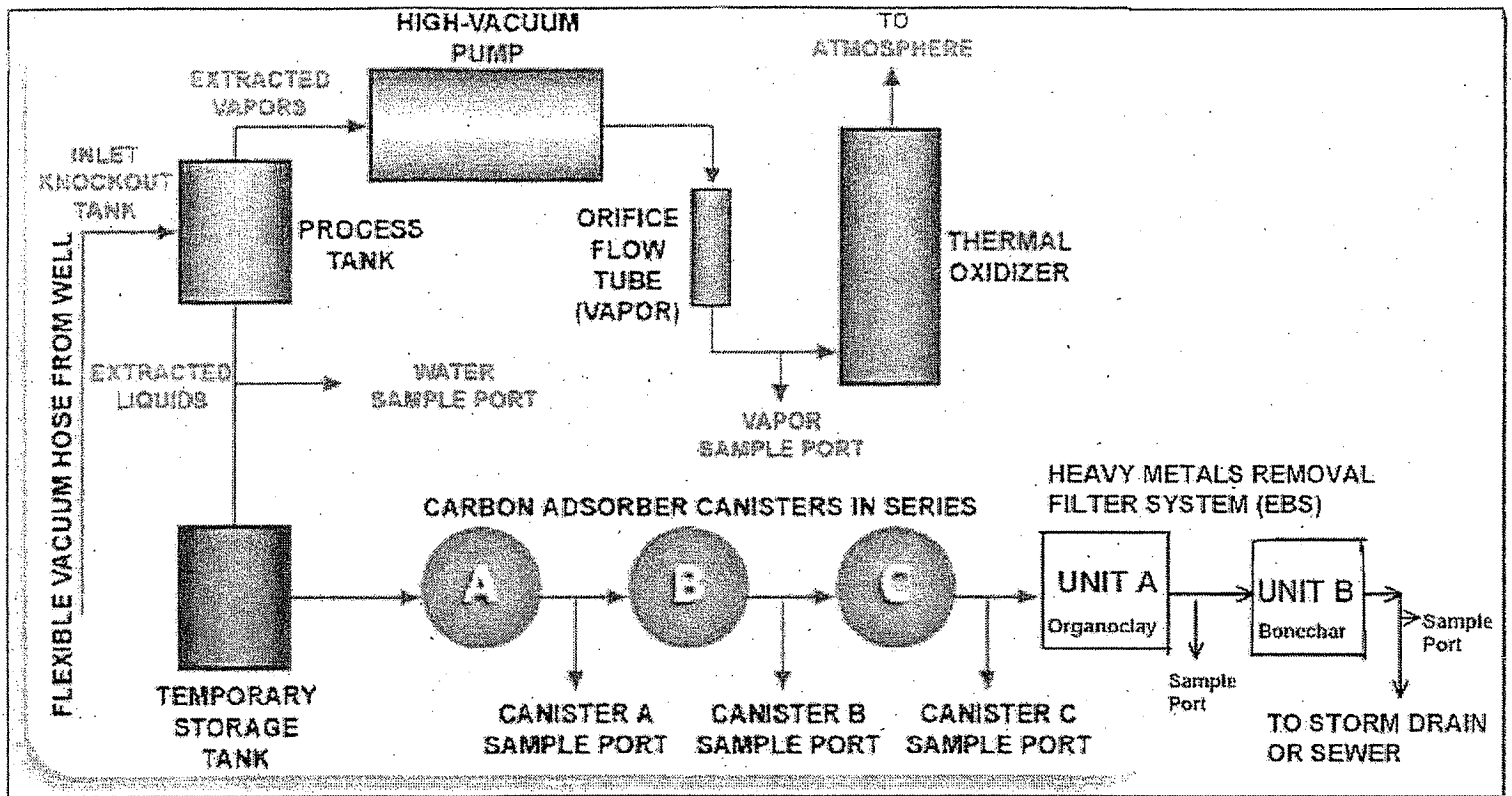 HIGH-VACUUM
PUMP
TO
ATMOSPHERE
EXTRACTED
VAPORS
INLET
KNOCKOUT
TANK
PROCESS
TANK
ORIFICE
FLOW
TUBE
(VAPOR)
THERMAL
OXIDIZER
FLEXIBLE VACUUM HOSE FROM WELL
EXTRACTED
LIQUIDS
WATER
SAMPLE PORT
VAPOR
SAMPLE PORT
CARBON ADSORBER CANISTERS IN SERIES
HEAVY METALS REMOVAL
FILTER SYSTEM (EBS)
A
B
C
UNIT A
Organoclay
UNIT B
Bonechar
Sample
Port
Sample
Port
TEMPORARY
STORAGE
TANK
CANISTER A
SAMPLE PORT
CANISTER B
SAMPLE PORT
CANISTER C
SAMPLE PORT
TO STORM DRAIN
OR SEWER